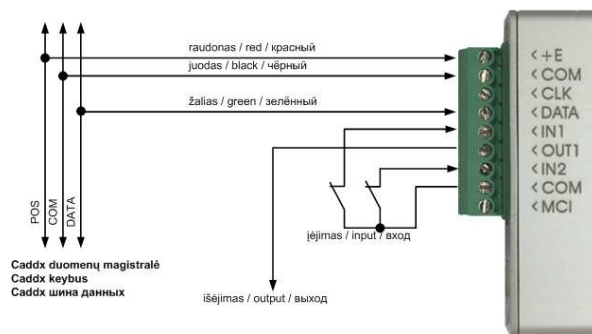 raudonas / red / красный
juodas / black / чёрный
žalias / green / зелённый
< +E
< COM
< CLK
< DATA
< IN1
< OUT1
< IN2
< COM
< MCI
POS
COM
DATA
įėjimas / input / вход
Caddx duomenų magistralė
Caddx keybus
Caddx шина данных
išėjimas / output / выход